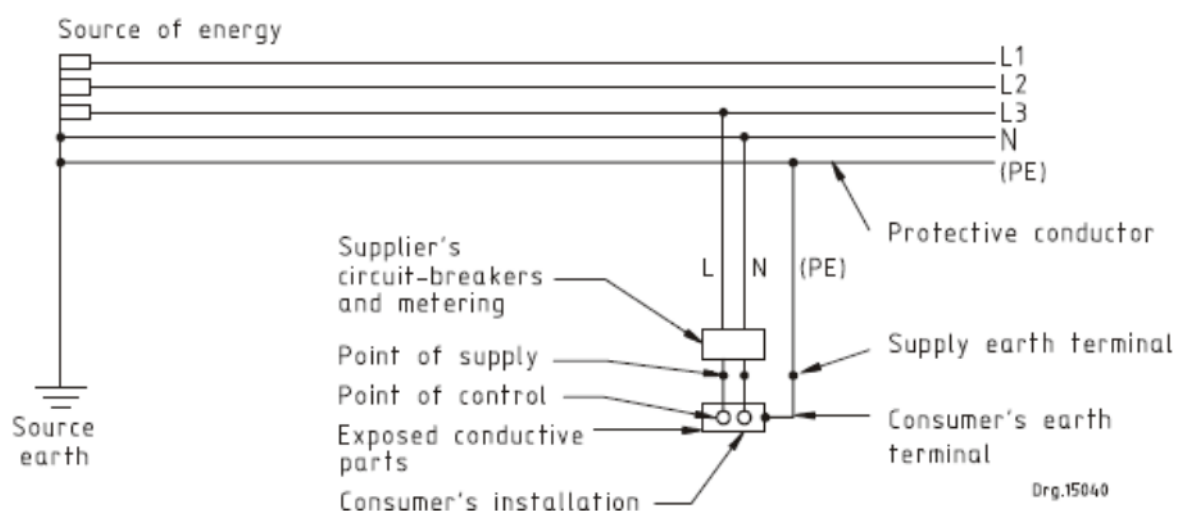 Source of energy
L1
L2
L3
N
(PE)
Protective conductor
Supplier's
circuit-breakers
and metering
L N (PE)
Point of supply
Supply earth terminal
Point of control
Exposed conductive
parts
Consumer's earth
terminal
Source
earth
Consumer's installation
Drg.15040